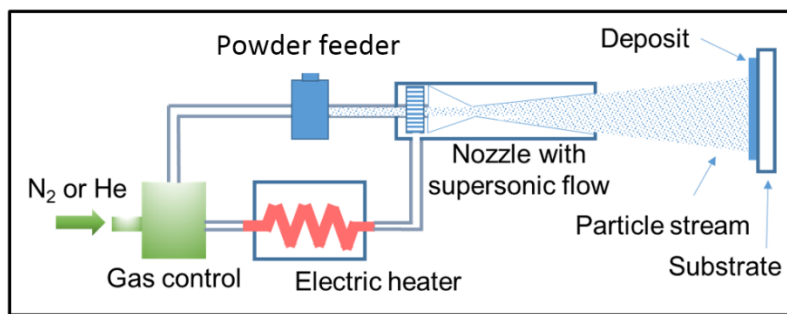 Powder feeder
Deposit
N₂ or He
Nozzle with
supersonic flow
Particle stream
Gas control
Electric heater
Substrate